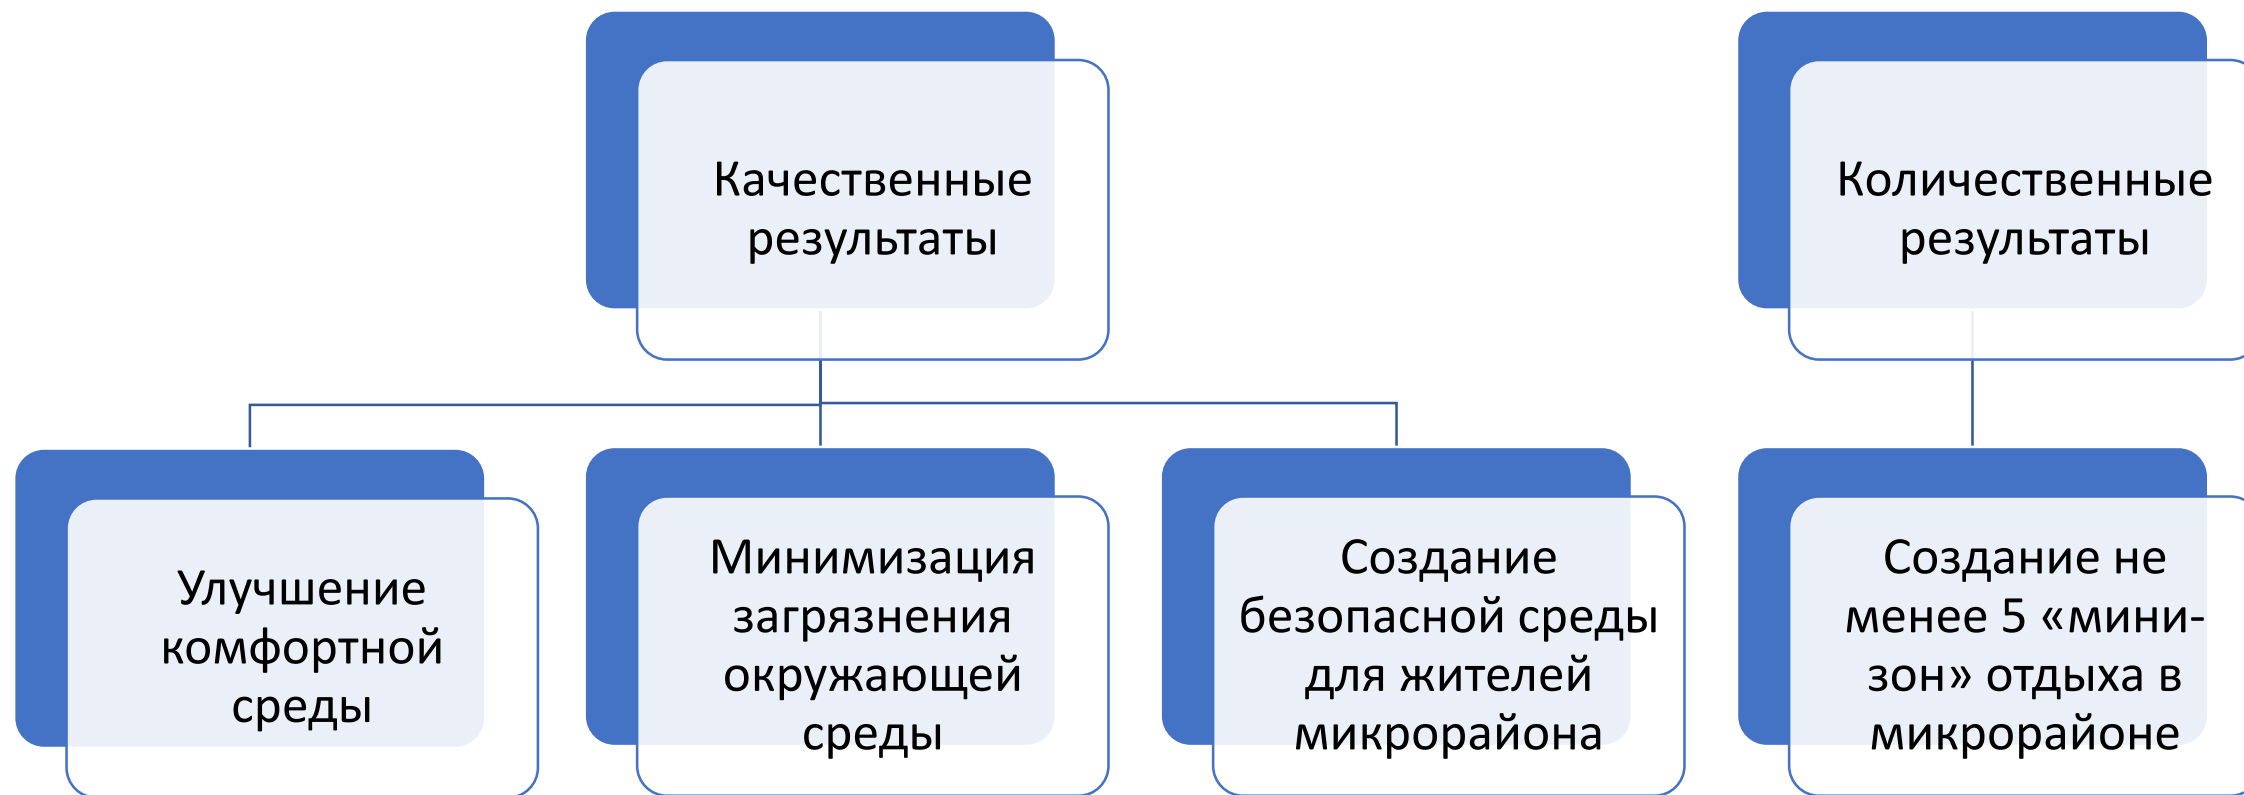 Качественные
результаты
Количественные
результаты
Улучшение
комфортной
среды
Минимизация
загрязнения
окружающей
среды
Создание
безопасной среды
для жителей
микрорайона
Создание не
менее 5 «мини-
зон» отдыха в
микрорайоне